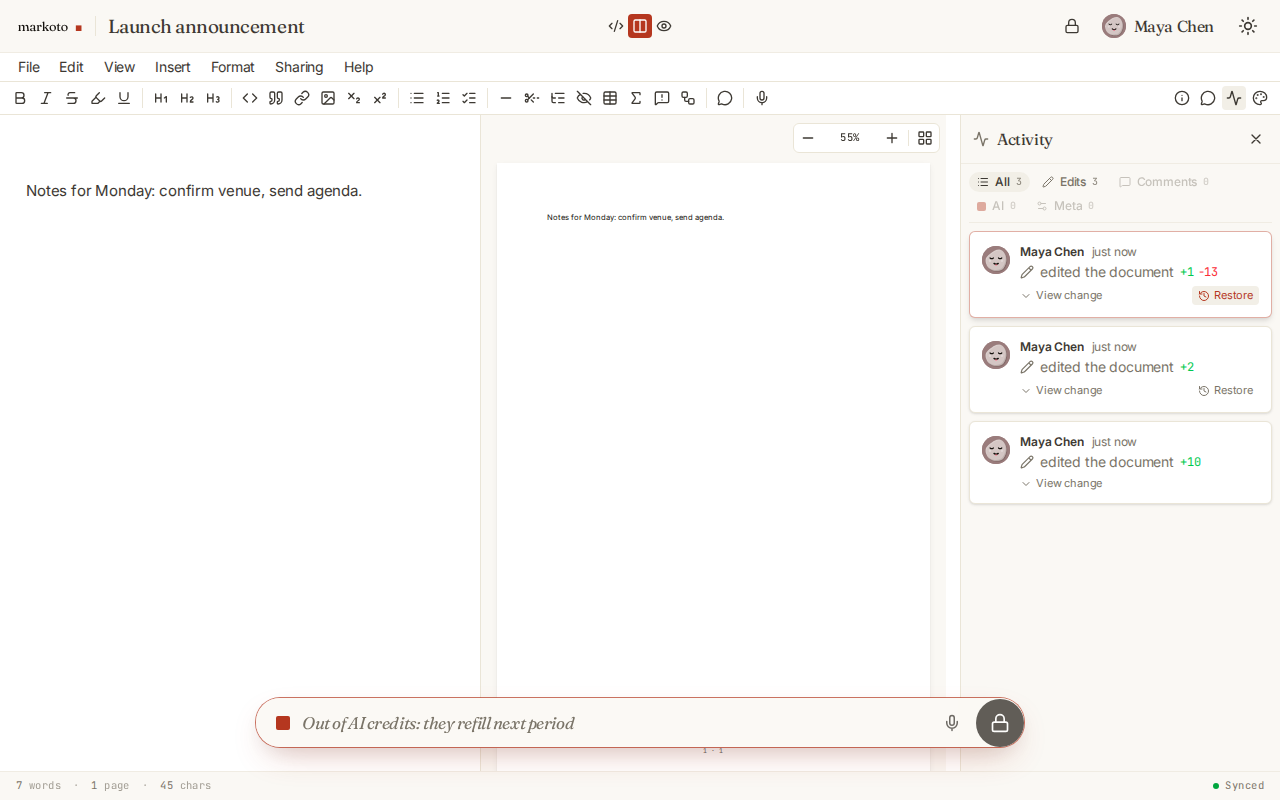 markoto
Launch announcement
Maya Chen
File Edit View Insert Format Sharing Help
H1 H2 H3
55%
Activity
Notes for Monday: confirm venue, send agenda.
Notes for Monday: confirm venue, send agenda.
All 3 Edits 3 Comments 0
AI 0 Meta 0
Maya Chen just now
edited the document +1 -13
View change Restore
Maya Chen just now
edited the document +2
View change Restore
Maya Chen just now
edited the document +10
View change
Out of AI credits: they refill next period
1 · 1
7 words · 1 page · 45 chars
Synced